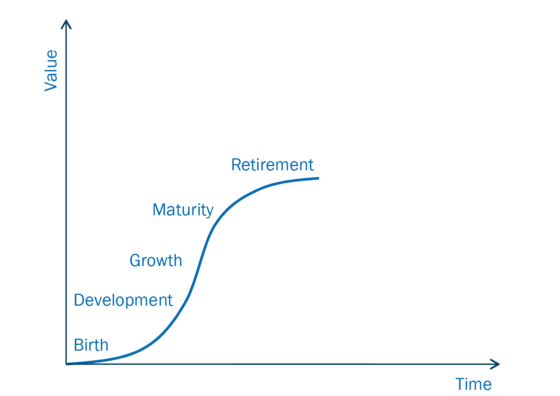 Value
Retirement
Maturity
Growth
Development
Birth
Time